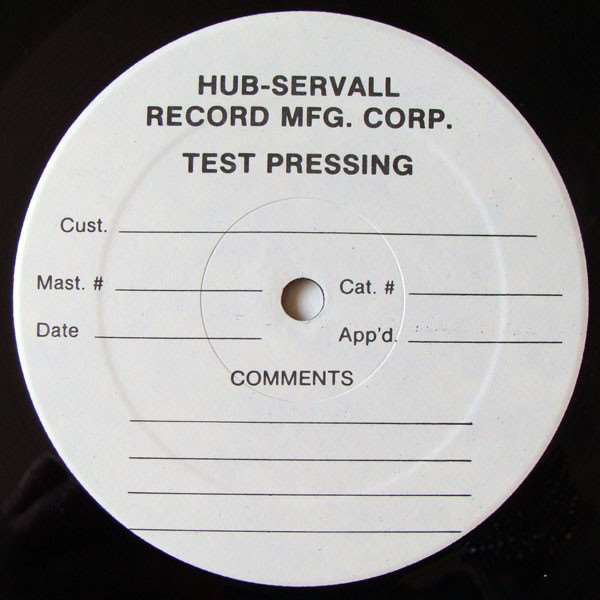 HUB-SERVALL
RECORD MFG. CORP.
TEST PRESSING
Cust.
Mast. # Cat. #
Date App'd.
COMMENTS